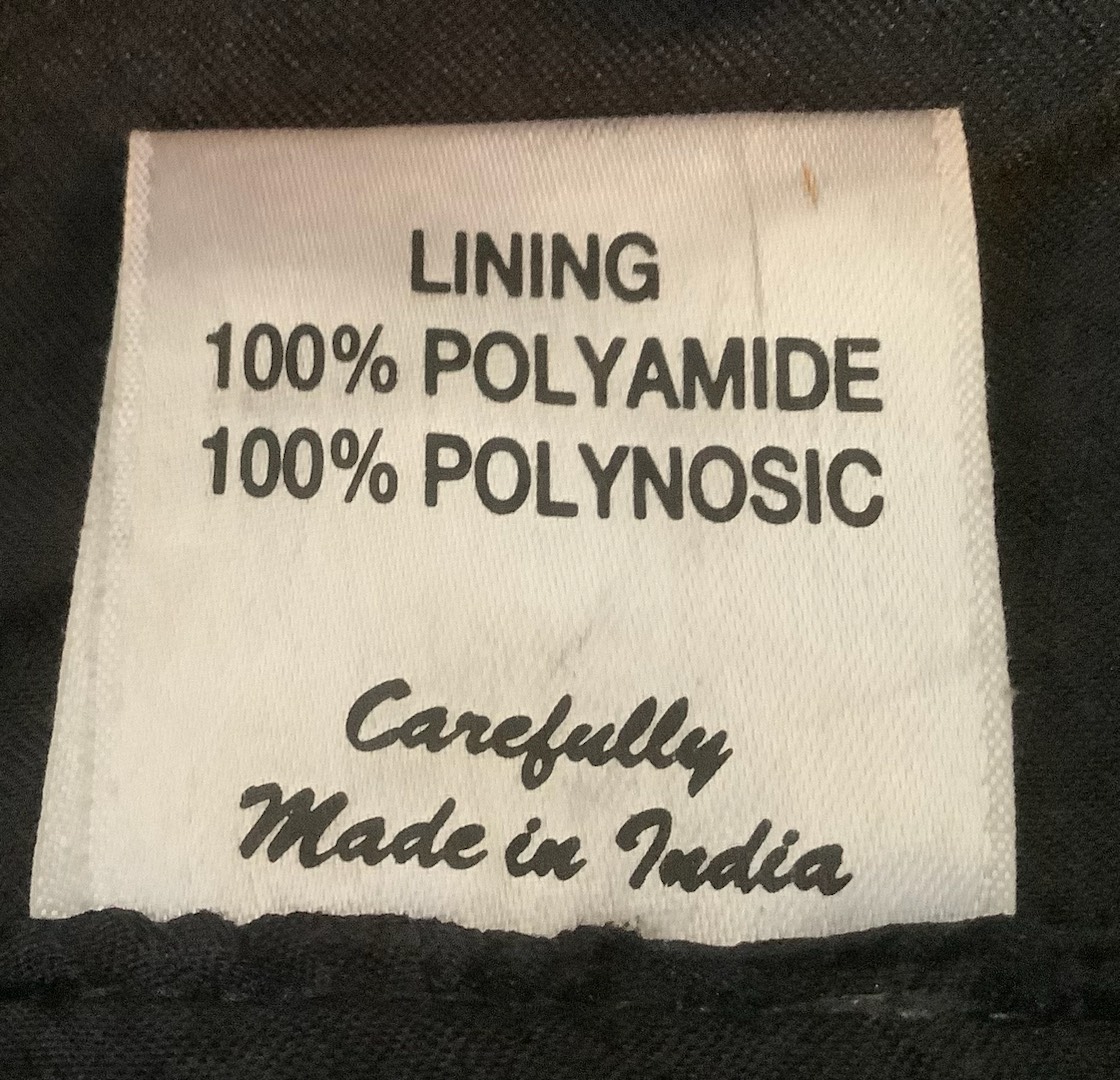 LINING
100% POLYAMIDE
100% POLYNOSIC
Carefully
Made in India